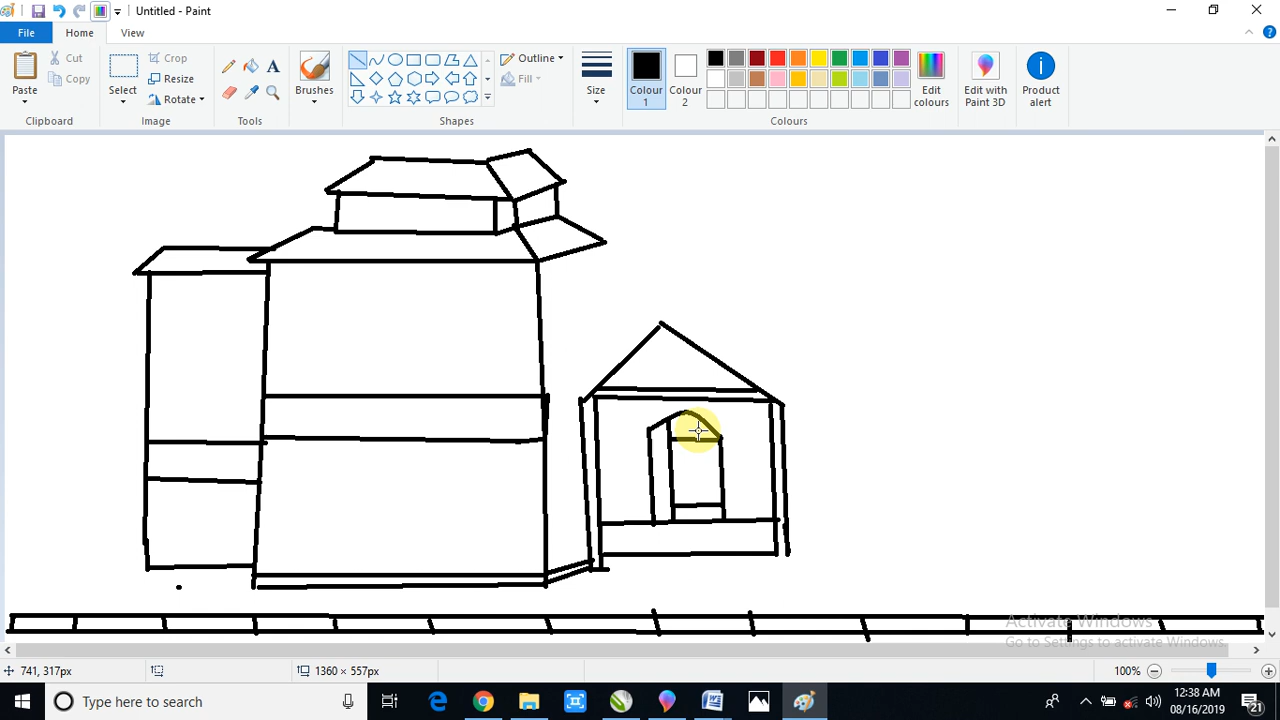 Untitled - Paint
File
Home
View
Paste
Cut
Copy
Clipboard
Select
Crop
Resize
Rotate
Image
Tools
Brushes
Outline
Fill
Shapes
Size
Colour 1
Colour 2
Edit colours
Colours
Edit with Paint 3D
Product alert
Activate Windows
Go to Settings to activate Windows.
741, 317px
1360 × 557px
100%
Type here to search
12:38 AM
08/16/2019
21